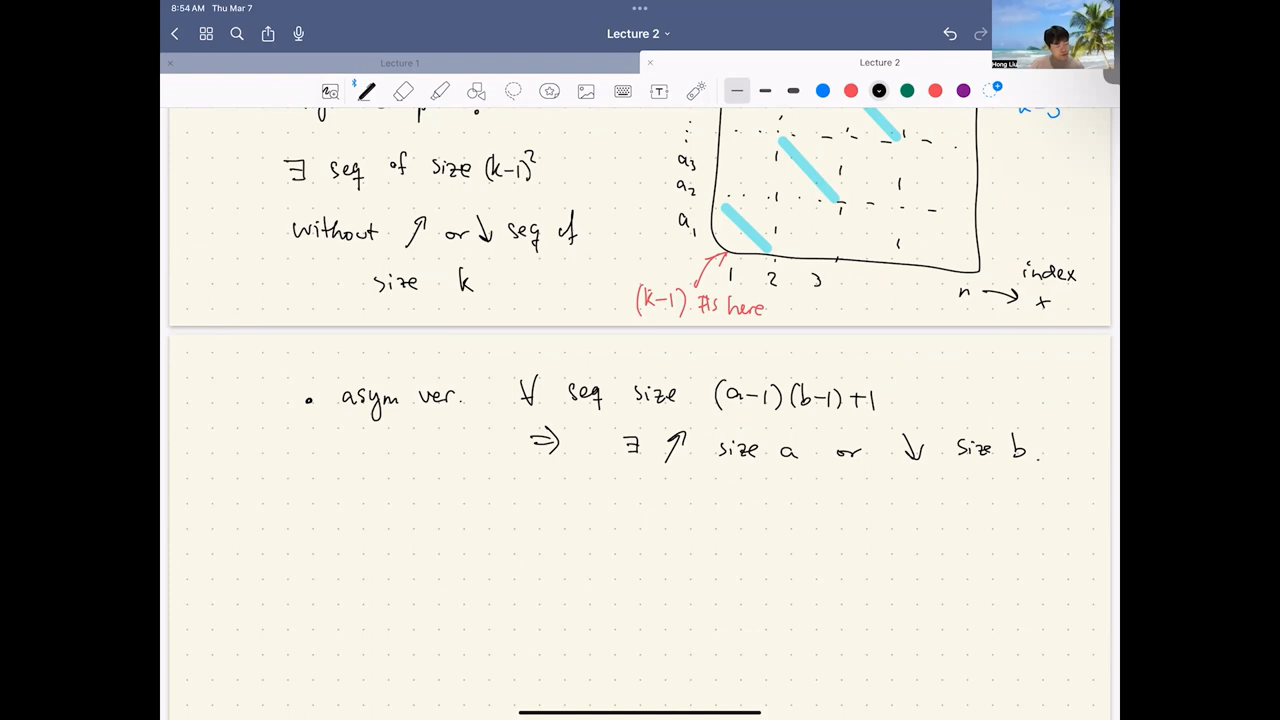 8:54 AM Thu Mar 7
Lecture 2
Hong Liu
Lecture 1
Lecture 2
∃ seq of size (k-1)²
without ↗ or ↓ seq of
size k
⋮
a₃
a₂
a₁
1 2 3 n → index
x
(k-1) #s here
• asym ver. ∀ seq size (a-1)(b-1)+1
⇒ ∃ ↗ size a or ↘ size b.